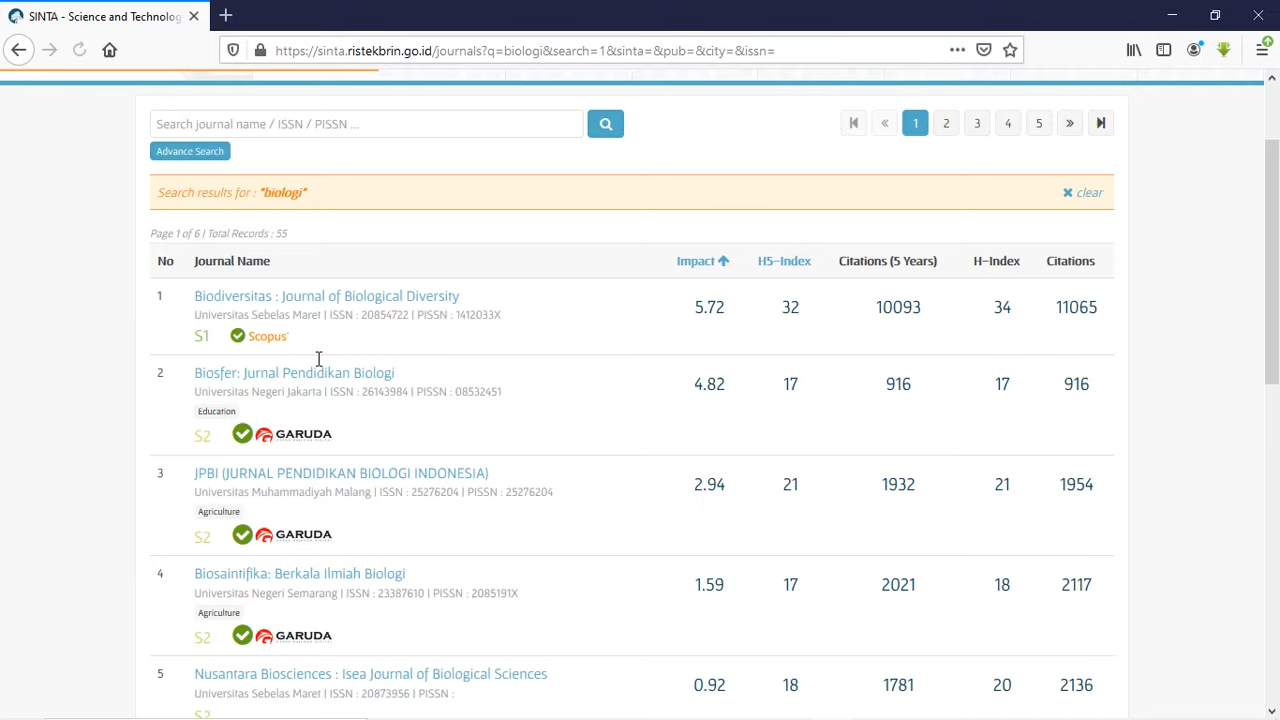 SINTA - Science and Technology
https://sinta.ristekbrin.go.id/journals?q=biologi&search=1&sinta=&pub=&city=&issn=
Search journal name / ISSN / PISSN ...
1 2 3 4 5 »
Advance Search
Search results for : "biologi"
clear
Page 1 of 6 | Total Records : 55
No Journal Name Impact H5-Index Citations (5 Years) H-Index Citations
1 Biodiversitas : Journal of Biological Diversity 5.72 32 10093 34 11065
Universitas Sebelas Maret | ISSN : 20854722 | PISSN : 1412033X
S1 Scopus'
2 Biosfer: Jurnal Pendidikan Biologi 4.82 17 916 17 916
Universitas Negeri Jakarta | ISSN : 26143984 | PISSN : 08532451
Education
S2 GARUDA
3 JPBI (JURNAL PENDIDIKAN BIOLOGI INDONESIA) 2.94 21 1932 21 1954
Universitas Muhammadiyah Malang | ISSN : 25276204 | PISSN : 25276204
Agriculture
S2 GARUDA
4 Biosaintifika: Berkala Ilmiah Biologi 1.59 17 2021 18 2117
Universitas Negeri Semarang | ISSN : 23387610 | PISSN : 2085191X
Agriculture
S2 GARUDA
5 Nusantara Biosciences : Isea Journal of Biological Sciences 0.92 18 1781 20 2136
Universitas Sebelas Maret | ISSN : 20873956 | PISSN :
S2